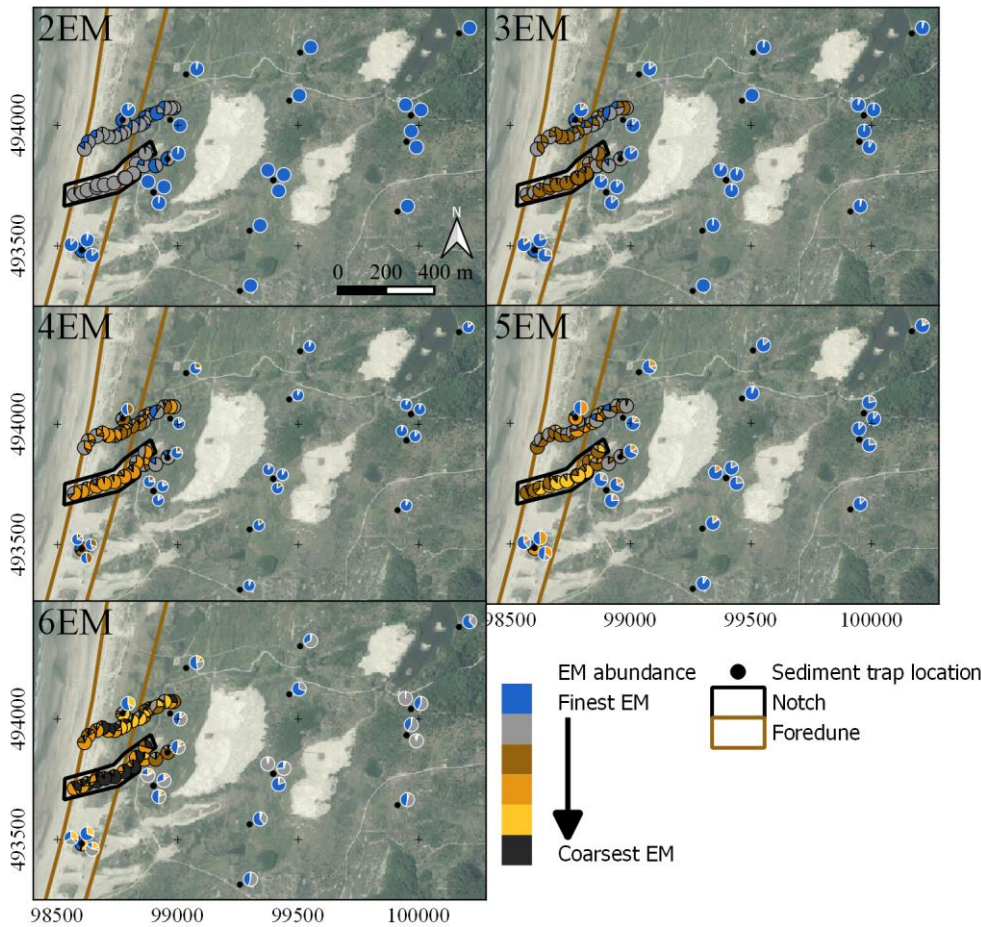 2EM
3EM
N
0 200 400 m
494000
493500
4EM
5EM
494000
493500
98500 99000 99500 100000
6EM
494000
493500
98500 99000 99500 100000
EM abundance
Finest EM
Coarsest EM
Sediment trap location
Notch
Foredune